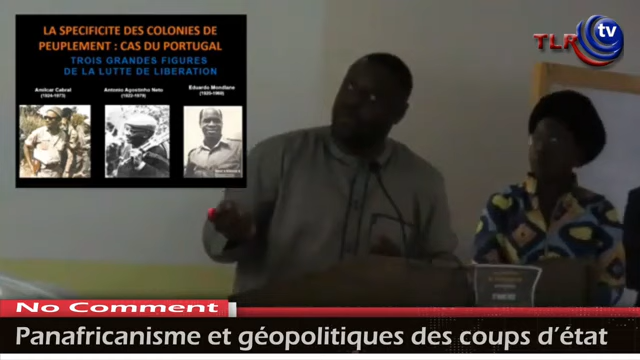 LA SPECIFICITE DES COLONIES DE
PEUPLEMENT : CAS DU PORTUGAL
TROIS GRANDES FIGURES
DE LA LUTTE DE LIBERATION
Amilcar Cabral
(1924-1973)
Antonio Agostinho Neto
(1922-1979)
Eduardo Mondlane
(1920-1969)
TLR tv
No Comment
Panafricanisme et géopolitiques des coups d'état